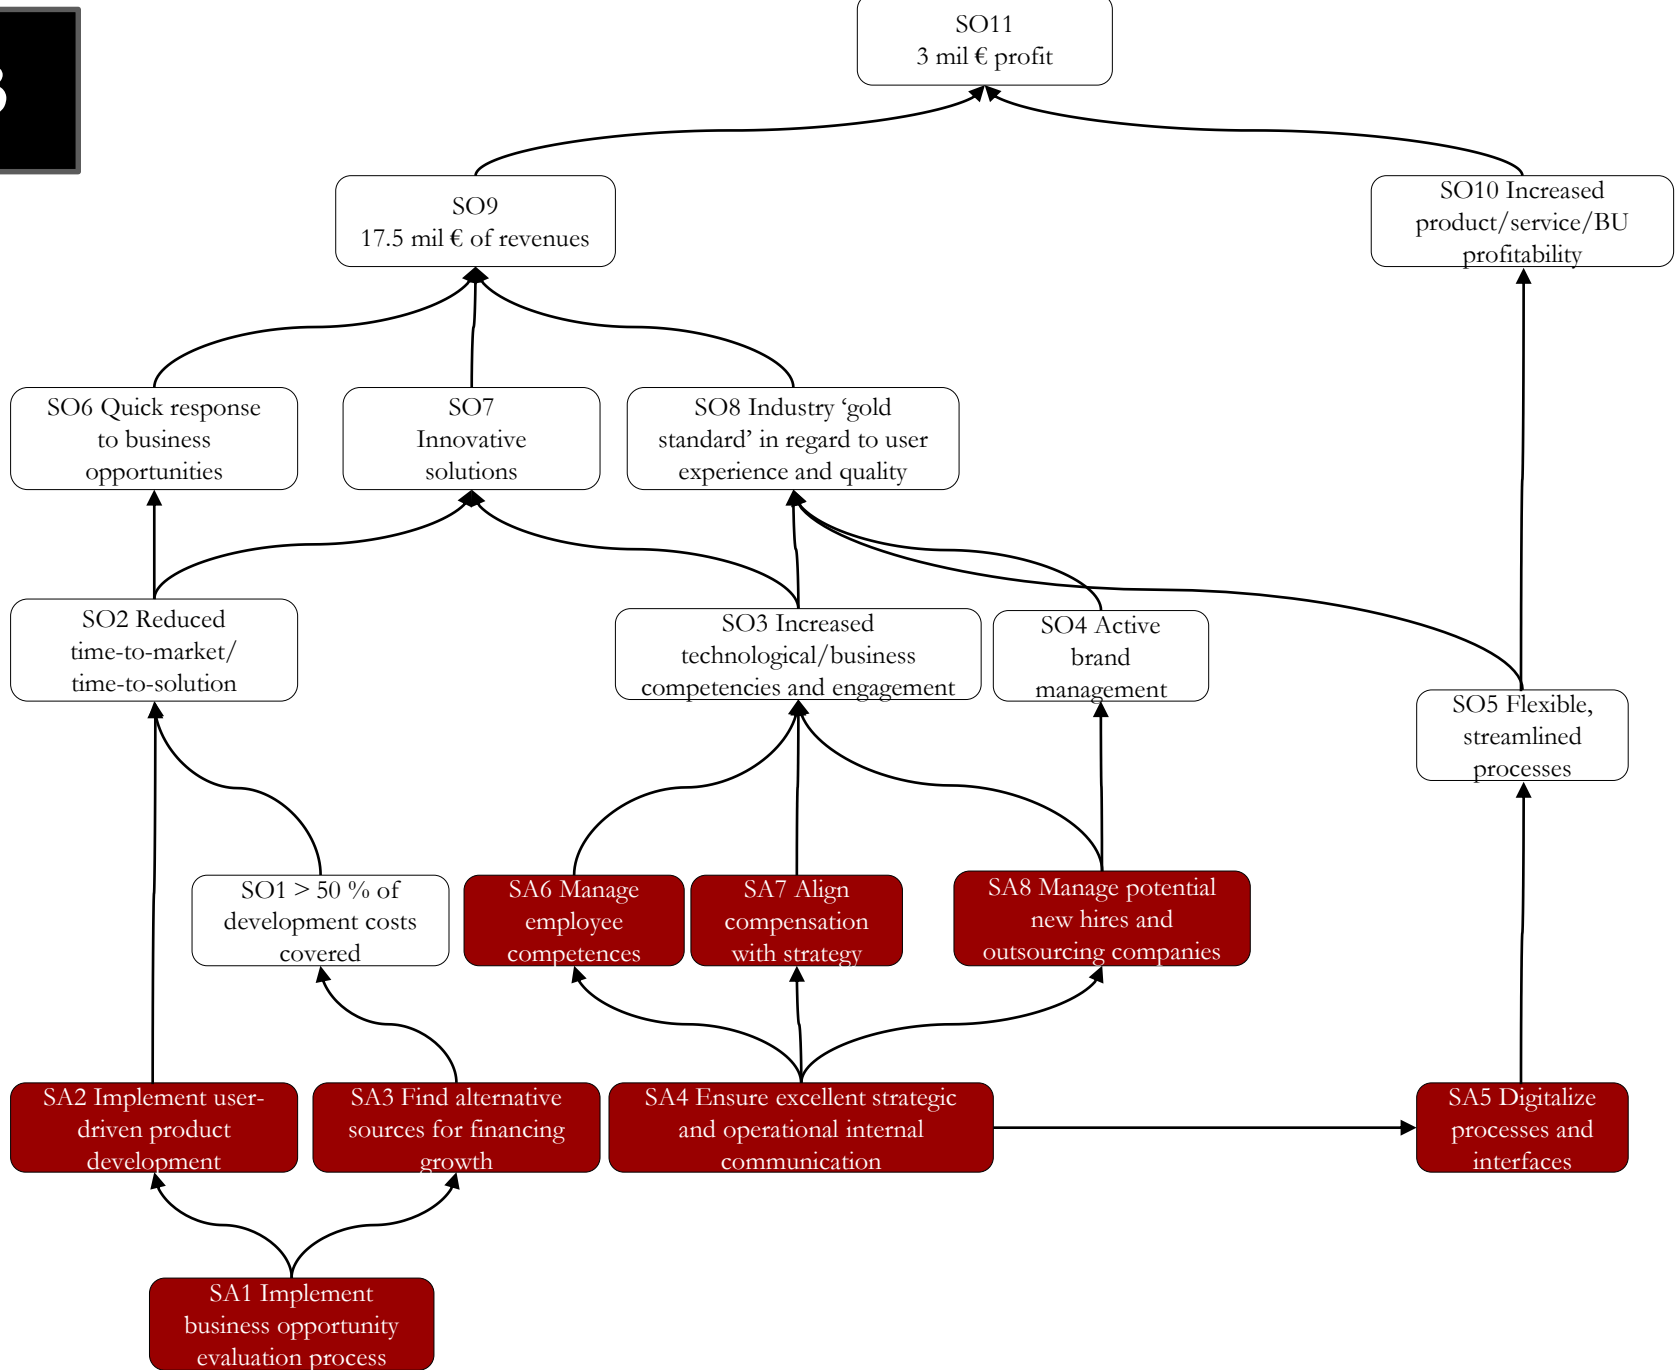 SO11
3 mil € profit
SO9
17.5 mil € of revenues
SO10 Increased
product/service/BU
profitability
SO6 Quick response
to business
opportunities
SO7
Innovative
solutions
SO8 Industry ‘gold
standard’ in regard to user
experience and quality
SO2 Reduced
time-to-market/
time-to-solution
SO3 Increased
technological/business
competencies and engagement
SO4 Active
brand
management
SO5 Flexible,
streamlined
processes
SO1 > 50 % of
development costs
covered
SA6 Manage
employee
competences
SA7 Align
compensation
with strategy
SA8 Manage potential
new hires and
outsourcing companies
SA2 Implement user-
driven product
development
SA3 Find alternative
sources for financing
growth
SA4 Ensure excellent strategic
and operational internal
communication
SA5 Digitalize
processes and
interfaces
SA1 Implement
business opportunity
evaluation process